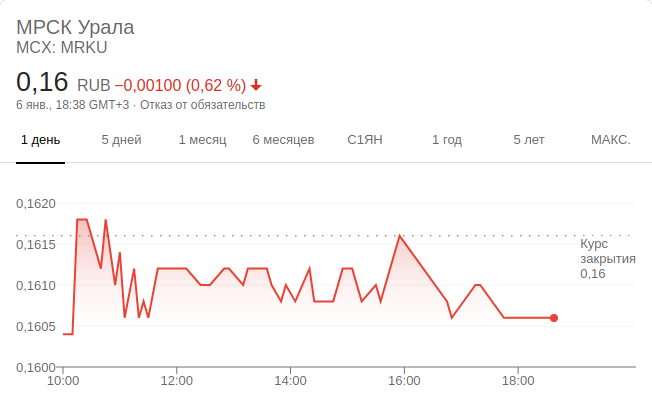 МРСК Урала
MCX: MRKU
0,16 RUB −0,00100 (0,62 %)
6 янв., 18:38 GMT+3 · Отказ от обязательств
1 день 5 дней 1 месяц 6 месяцев С1ЯН 1 год 5 лет МАКС.
0,1620
0,1615
Курс
закрытия
0,16
0,1610
0,1605
0,1600
10:00 12:00 14:00 16:00 18:00